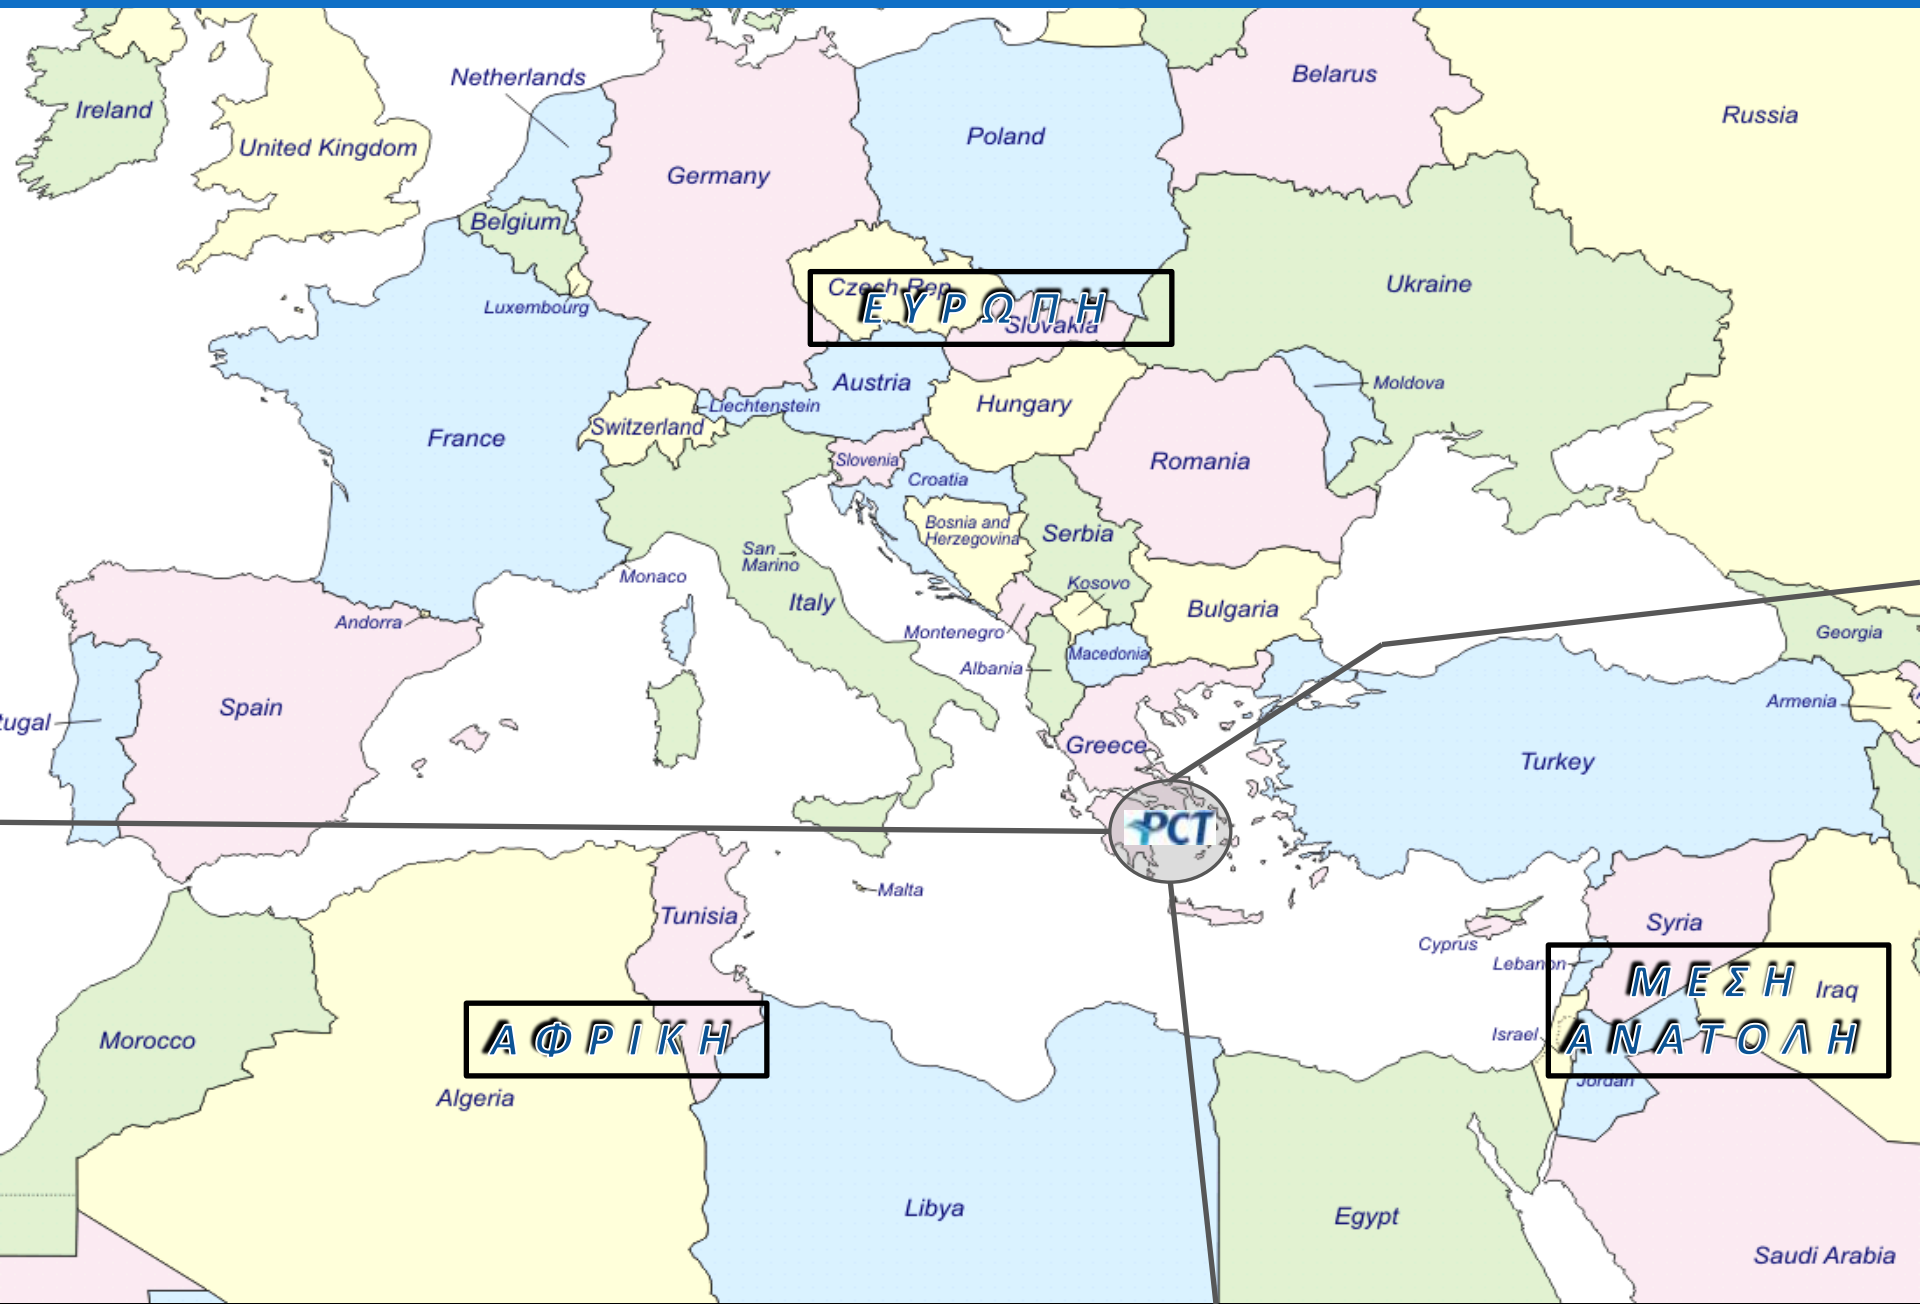 Netherlands
Belarus
Ireland
Russia
Poland
United Kingdom
Germany
Belgium
Czech Rep
ΕΥΡΩΠΗ
Ukraine
Luxembourg
Slovakia
Austria
Moldova
Liechtenstein
Hungary
Switzerland
France
Slovenia
Romania
Croatia
Bosnia and
Herzegovina
Serbia
San
Marino
Monaco
Kosovo
Italy
Bulgaria
Andorra
Montenegro
Georgia
Macedonia
Albania
Armenia
Spain
tugal
Greece
Turkey
PCT
Malta
Tunisia
Syria
Cyprus
Lebanon
ΜΕΣΗ
ΑΝΑΤΟΛΗ
Iraq
Israel
Morocco
ΑΦΡΙΚΗ
Jordan
Algeria
Libya
Egypt
Saudi Arabia